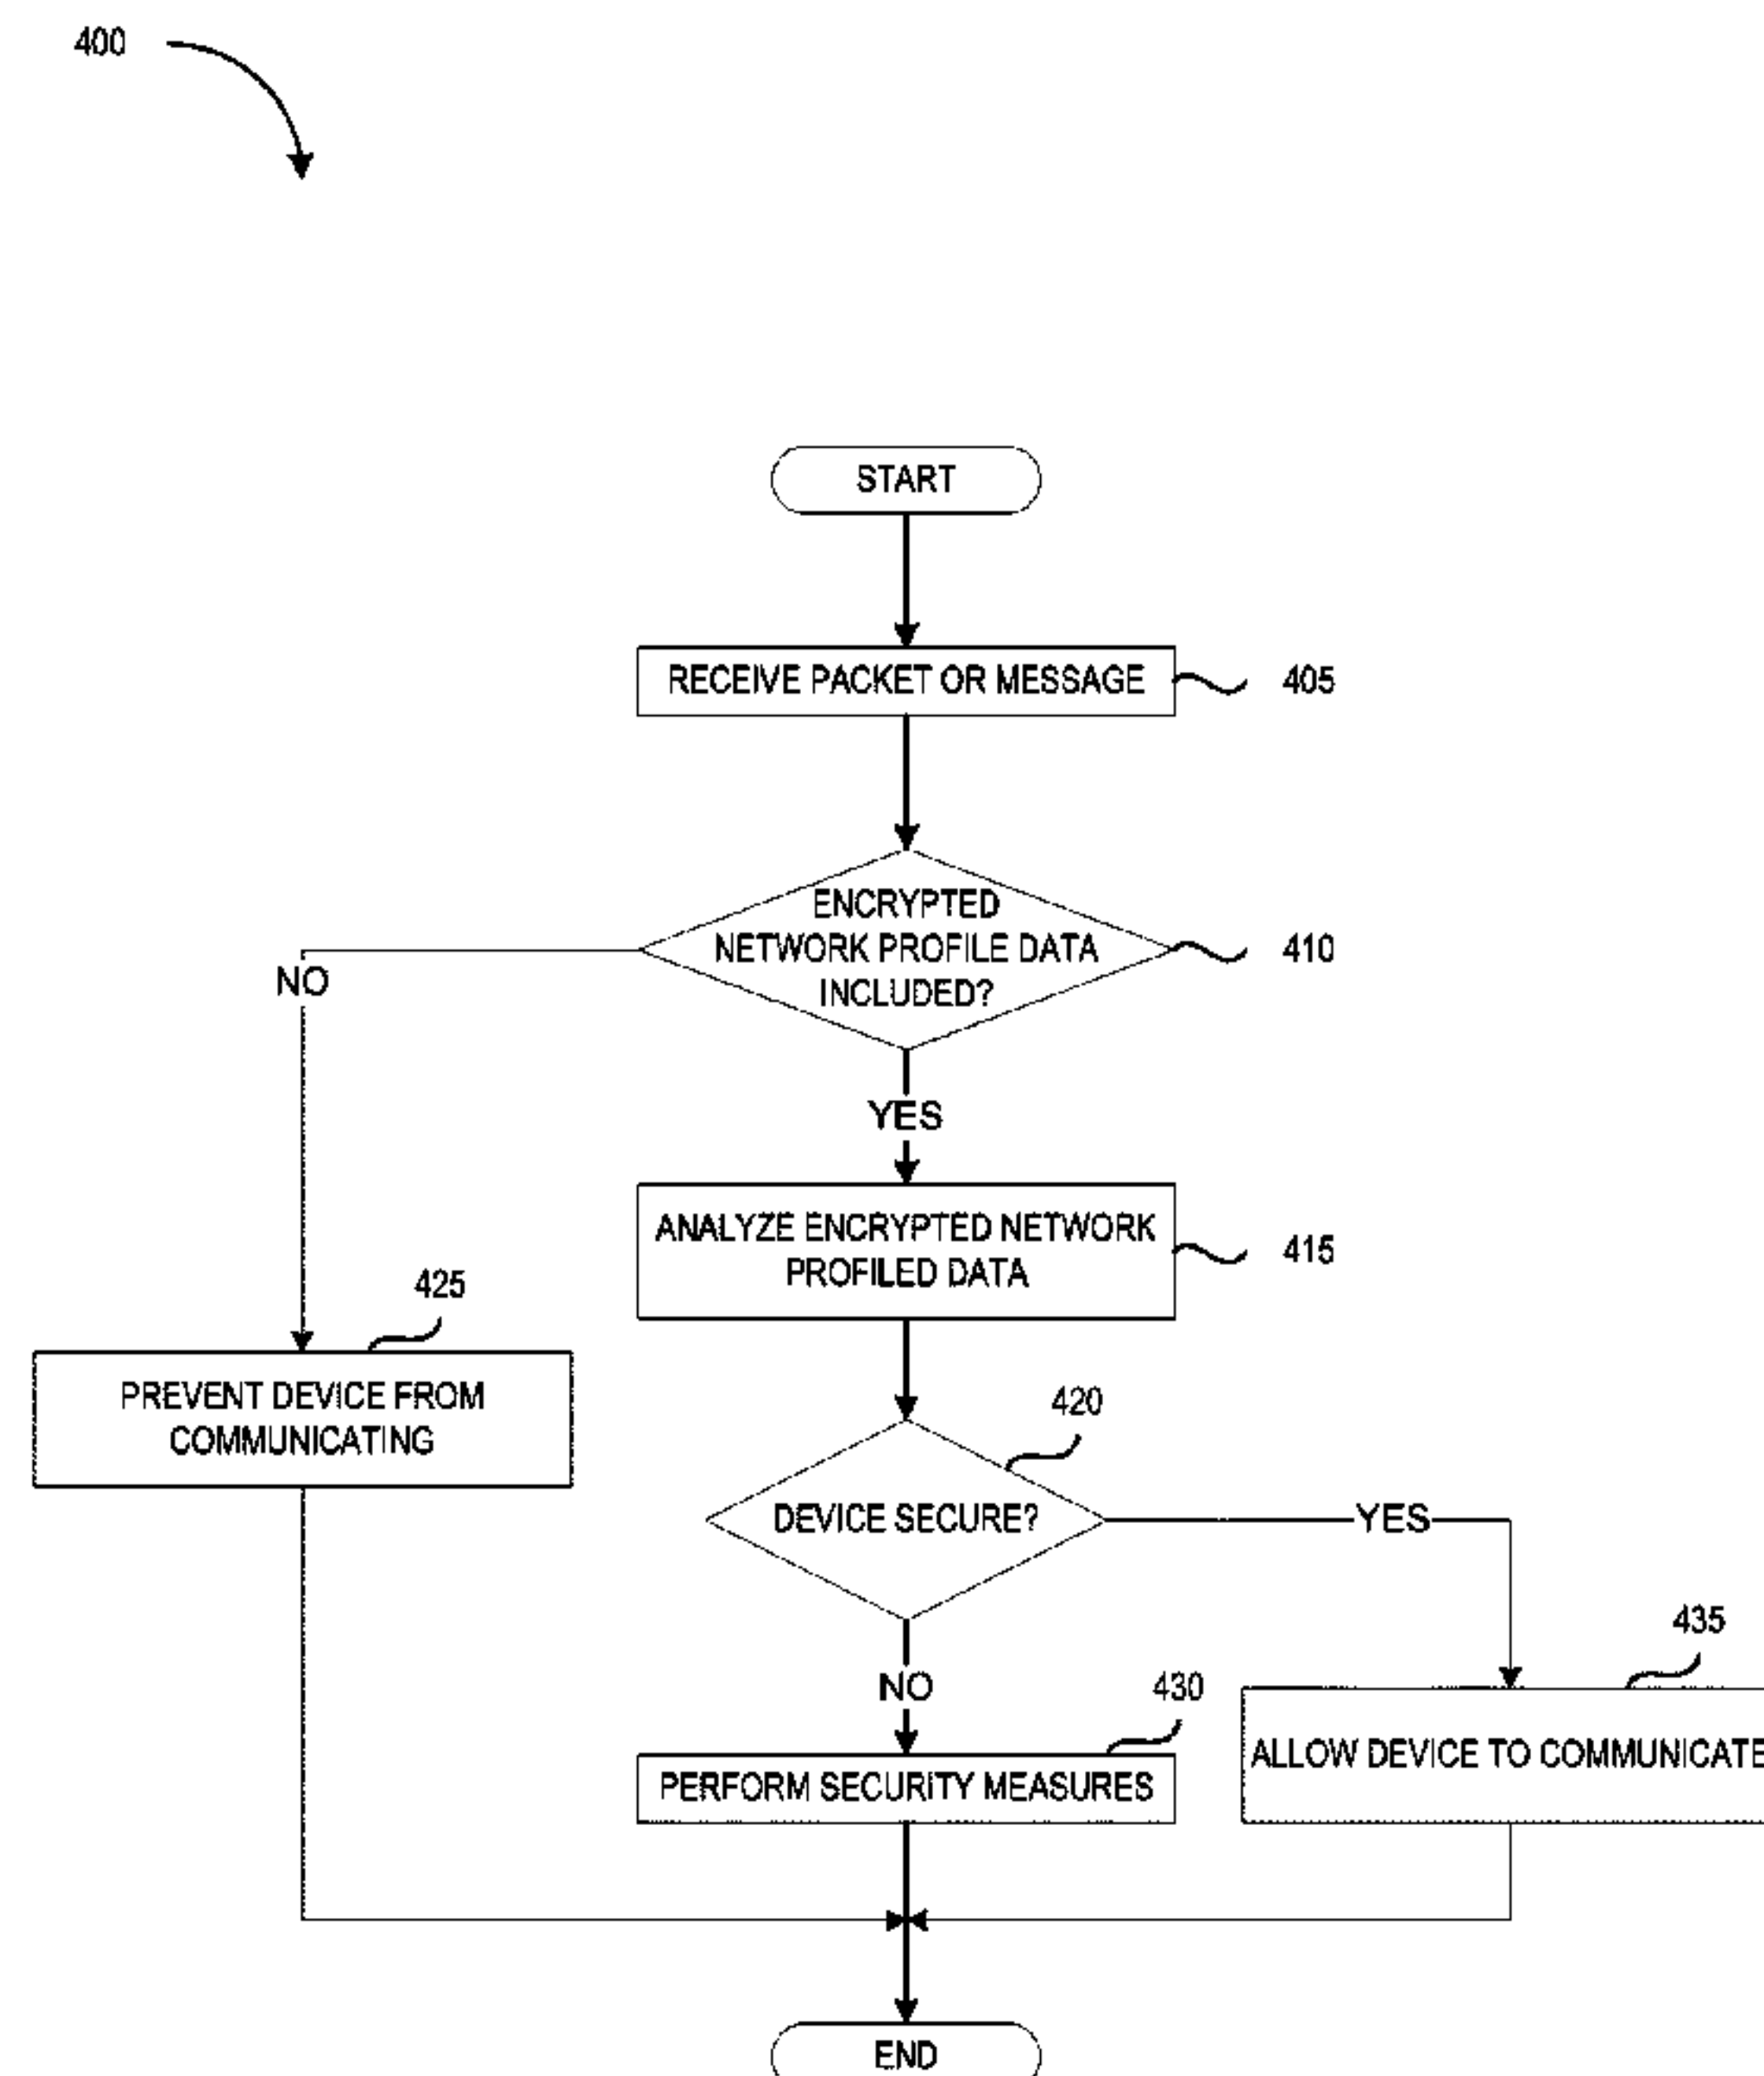 400
START
RECEIVE PACKET OR MESSAGE
405
ENCRYPTED
NETWORK PROFILE DATA
INCLUDED?
410
NO
YES
ANALYZE ENCRYPTED NETWORK
PROFILED DATA
415
425
PREVENT DEVICE FROM
COMMUNICATING
420
DEVICE SECURE?
YES
NO
430
PERFORM SECURITY MEASURES
435
ALLOW DEVICE TO COMMUNICATE
END